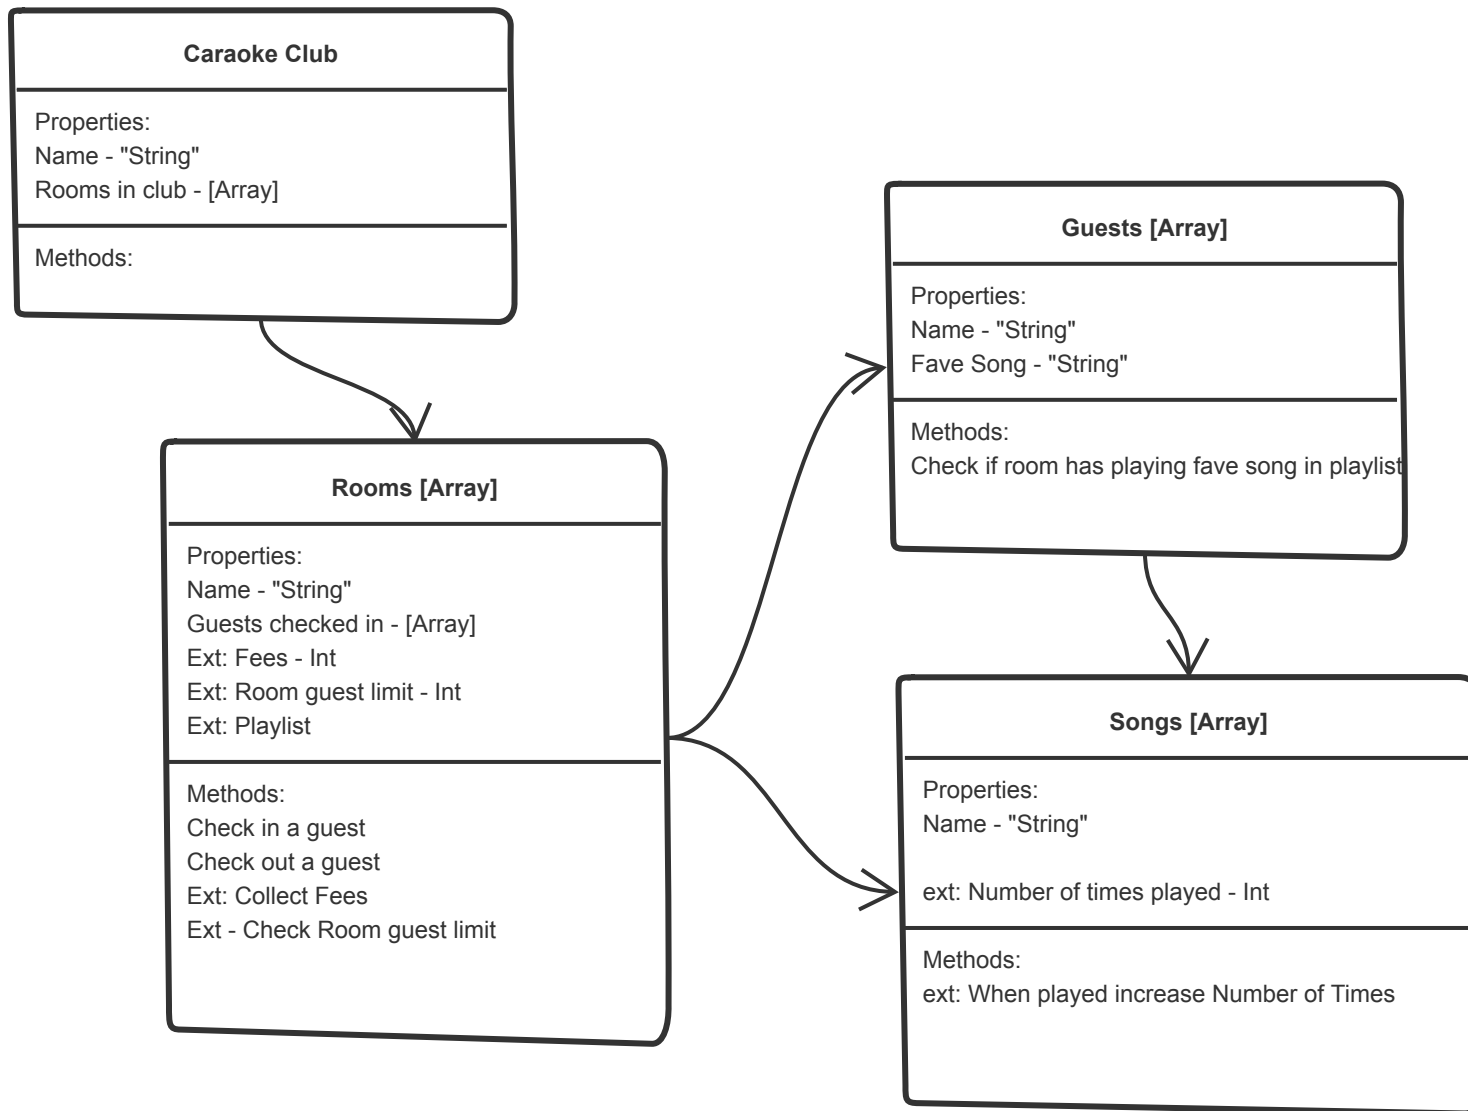 Caraoke Club
Properties:
Name - "String"
Rooms in club - [Array]
Methods:
Rooms [Array]
Properties:
Name - "String"
Guests checked in - [Array]
Ext: Fees - Int
Ext: Room guest limit - Int
Ext: Playlist
Methods:
Check in a guest
Check out a guest
Ext: Collect Fees
Ext - Check Room guest limit
Guests [Array]
Properties:
Name - "String"
Fave Song - "String"
Methods:
Check if room has playing fave song in playlist
Songs [Array]
Properties:
Name - "String"
ext: Number of times played - Int
Methods:
ext: When played increase Number of Times